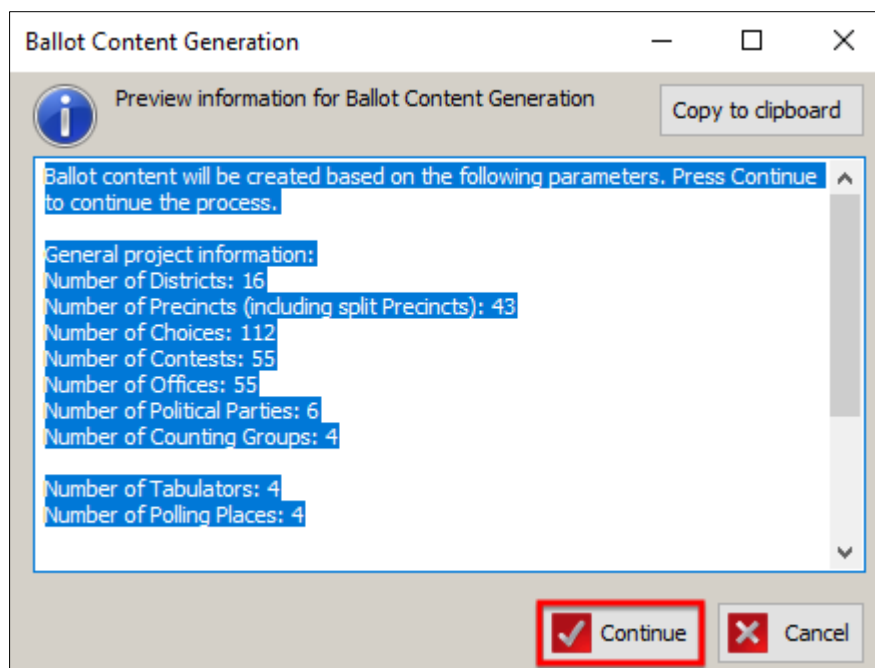 Ballot Content Generation
Preview information for Ballot Content Generation
Copy to clipboard
Ballot content will be created based on the following parameters. Press Continue
to continue the process.
General project information:
Number of Districts: 16
Number of Precincts (including split Precincts): 43
Number of Choices: 112
Number of Contests: 55
Number of Offices: 55
Number of Political Parties: 6
Number of Counting Groups: 4
Number of Tabulators: 4
Number of Polling Places: 4
Continue
Cancel